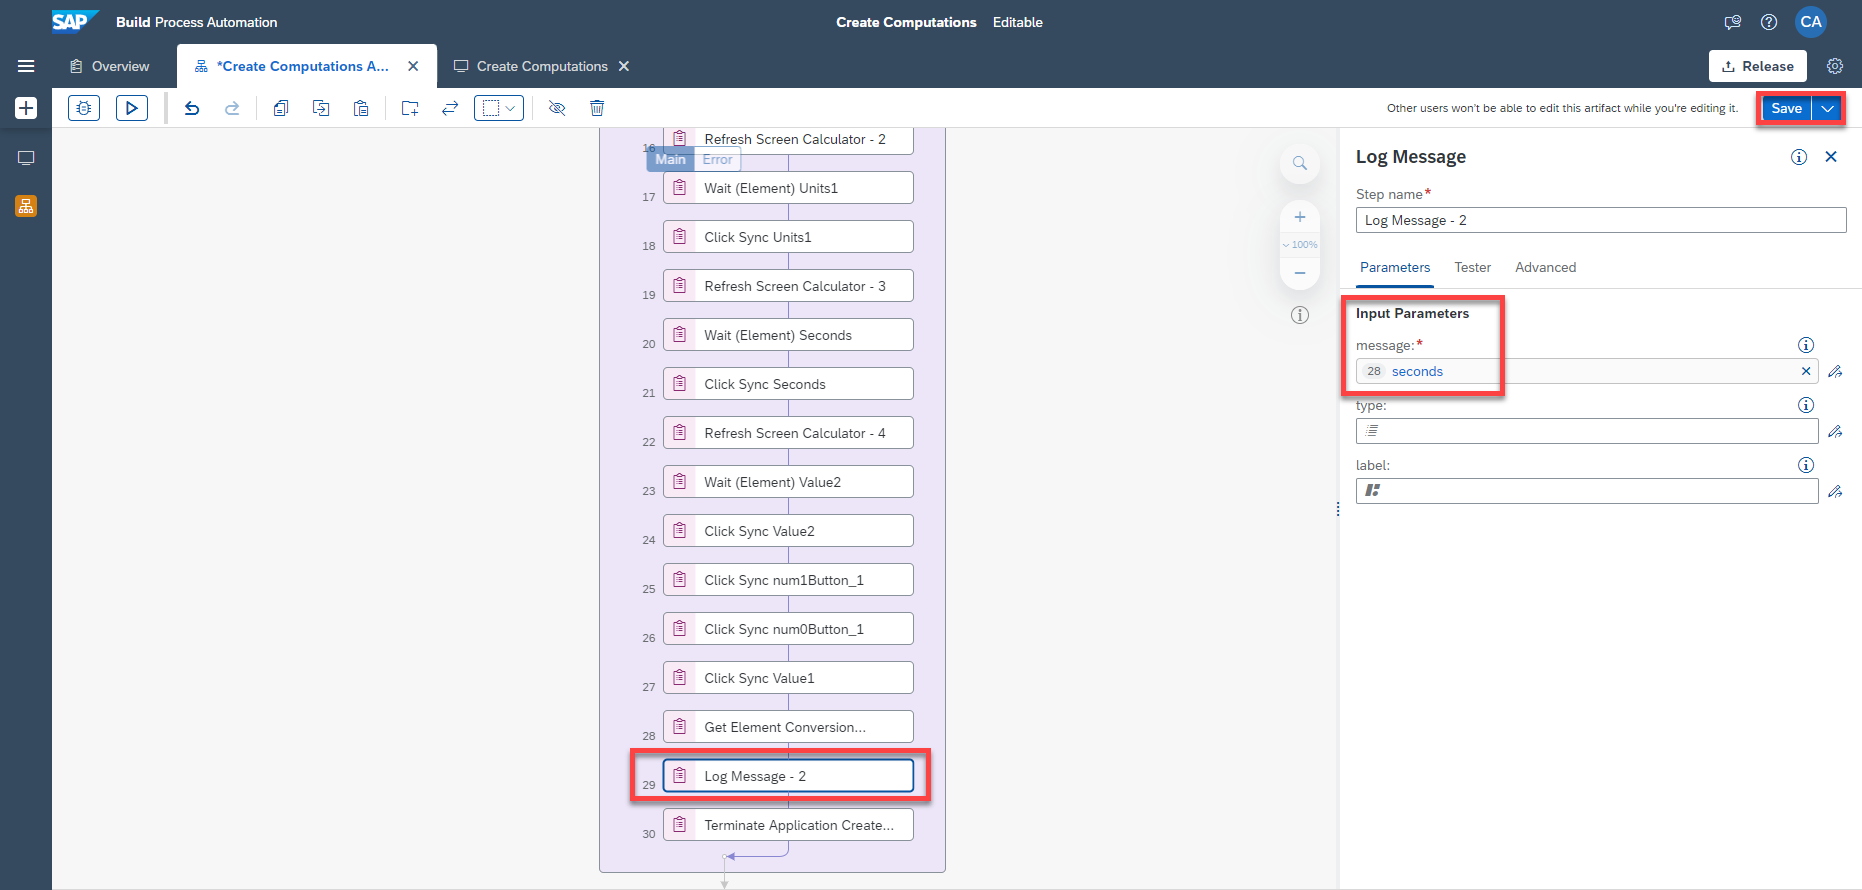 SAP Build Process Automation
Create Computations Editable
CA
Overview
*Create Computations A...
Create Computations
Release
Other users won't be able to edit this artifact while you're editing it.
Save
16 Refresh Screen Calculator - 2
Main Error
17 Wait (Element) Units1
18 Click Sync Units1
19 Refresh Screen Calculator - 3
20 Wait (Element) Seconds
21 Click Sync Seconds
22 Refresh Screen Calculator - 4
23 Wait (Element) Value2
24 Click Sync Value2
25 Click Sync num1Button_1
26 Click Sync num0Button_1
27 Click Sync Value1
28 Get Element Conversion...
29 Log Message - 2
30 Terminate Application Create...
100%
Log Message
Step name*
Log Message - 2
Parameters Tester Advanced
Input Parameters
message:*
28 seconds
type:
label: